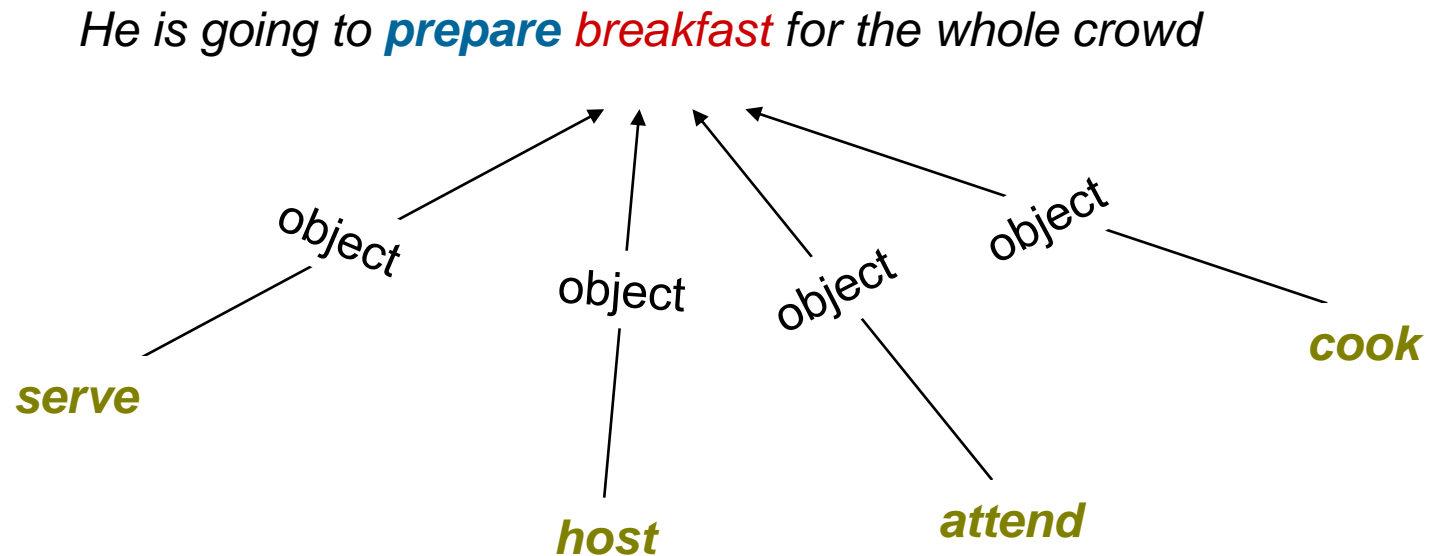 He is going to prepare breakfast for the whole crowd
object
object
object
object
serve
cook
host
attend